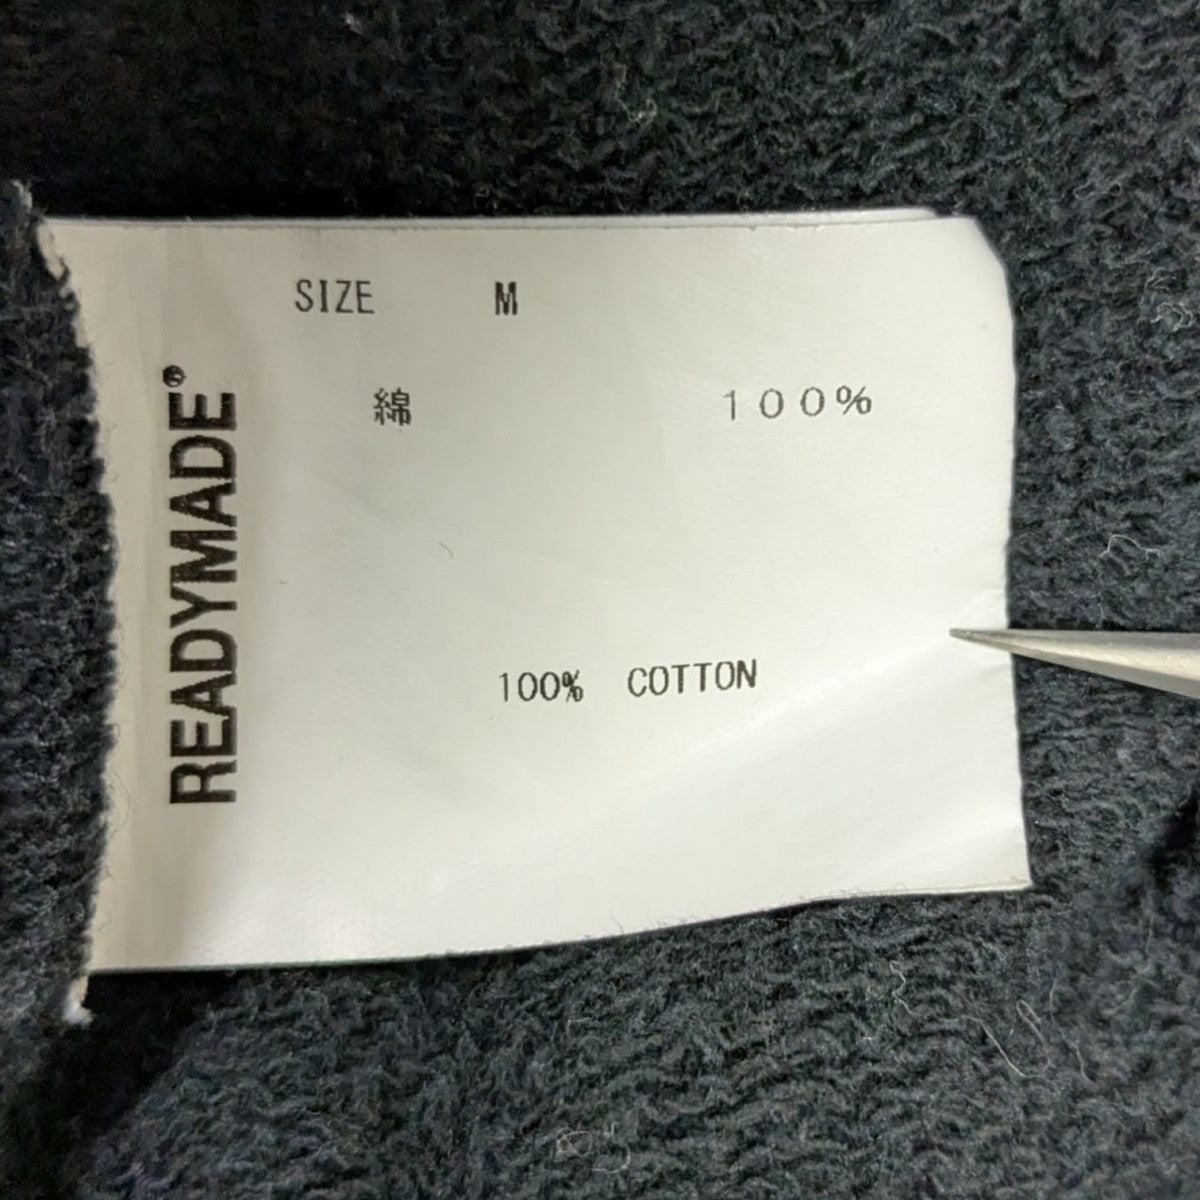 SIZE M
綿 １００％
100% COTTON
READYMADE®